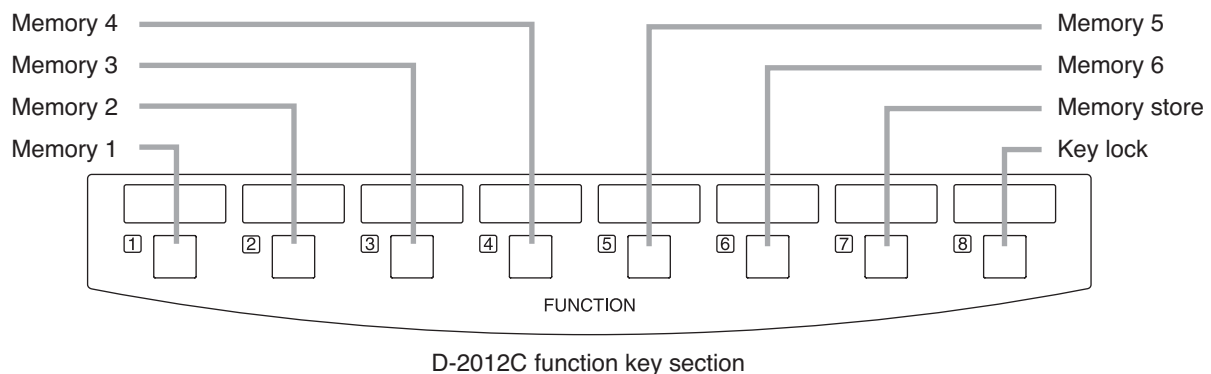 Memory 4
Memory 3
Memory 2
Memory 1
Memory 5
Memory 6
Memory store
Key lock
1 2 3 4 5 6 7 8
FUNCTION
D-2012C function key section